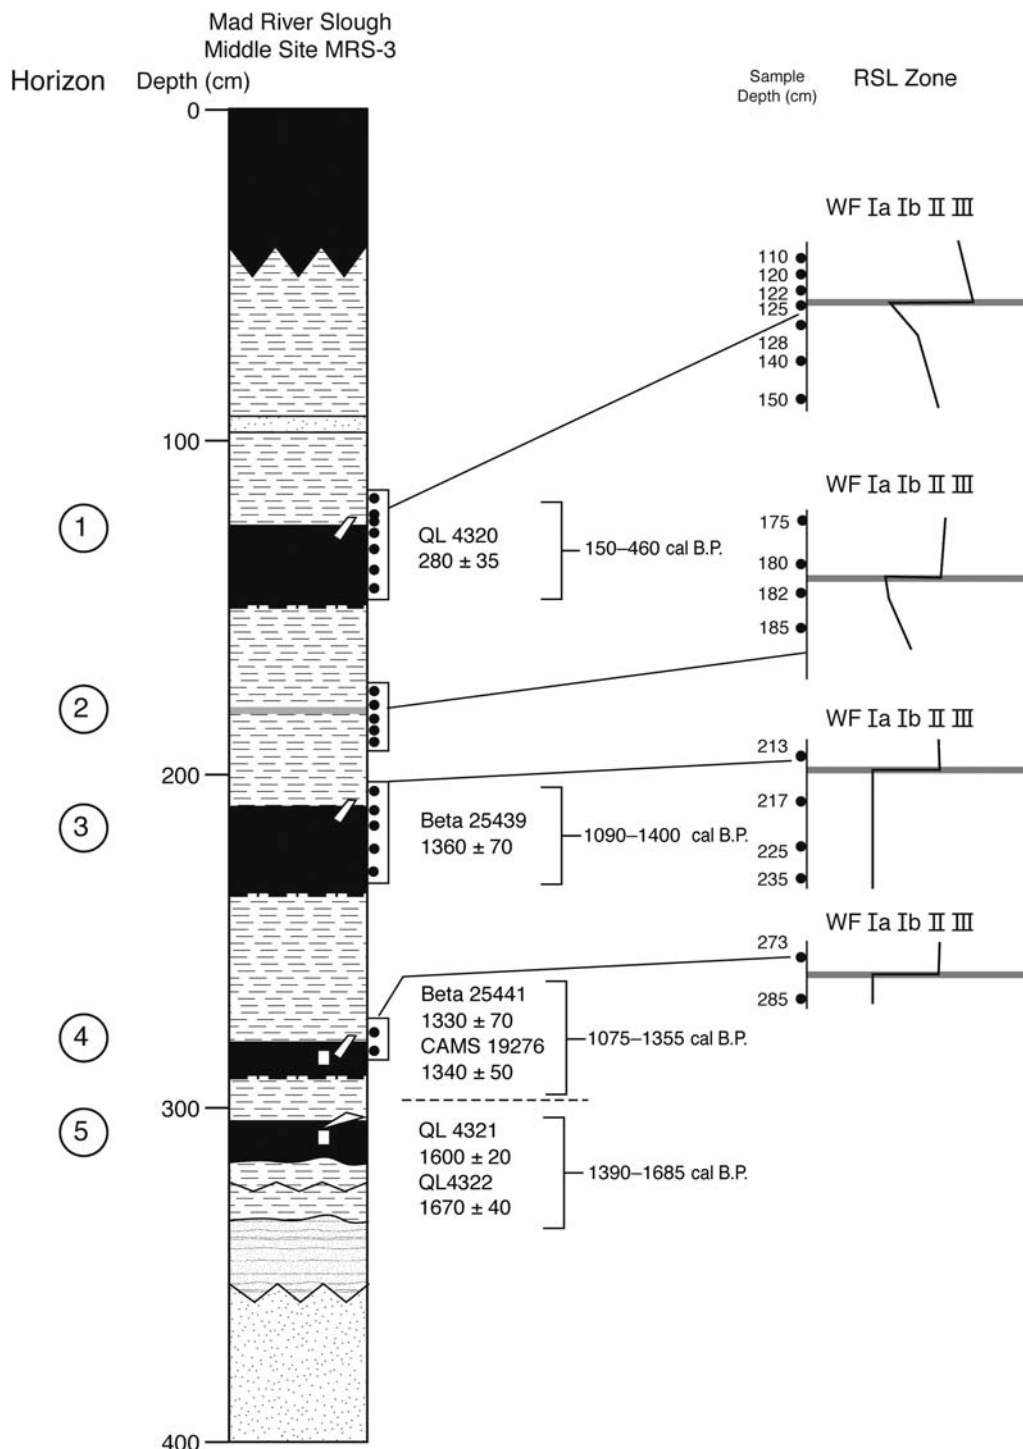 Mad River Slough
Middle Site MRS-3
Horizon
Depth (cm)
Sample
Depth (cm)
RSL Zone
0
100
200
300
400
1
2
3
4
5
QL 4320
280 ± 35
150–460 cal B.P.
Beta 25439
1360 ± 70
1090–1400 cal B.P.
Beta 25441
1330 ± 70
CAMS 19276
1340 ± 50
1075–1355 cal B.P.
QL 4321
1600 ± 20
QL4322
1670 ± 40
1390–1685 cal B.P.
WF Ia Ib II III
110
120
122
125
128
140
150
WF Ia Ib II III
175
180
182
185
WF Ia Ib II III
213
217
225
235
WF Ia Ib II III
273
285